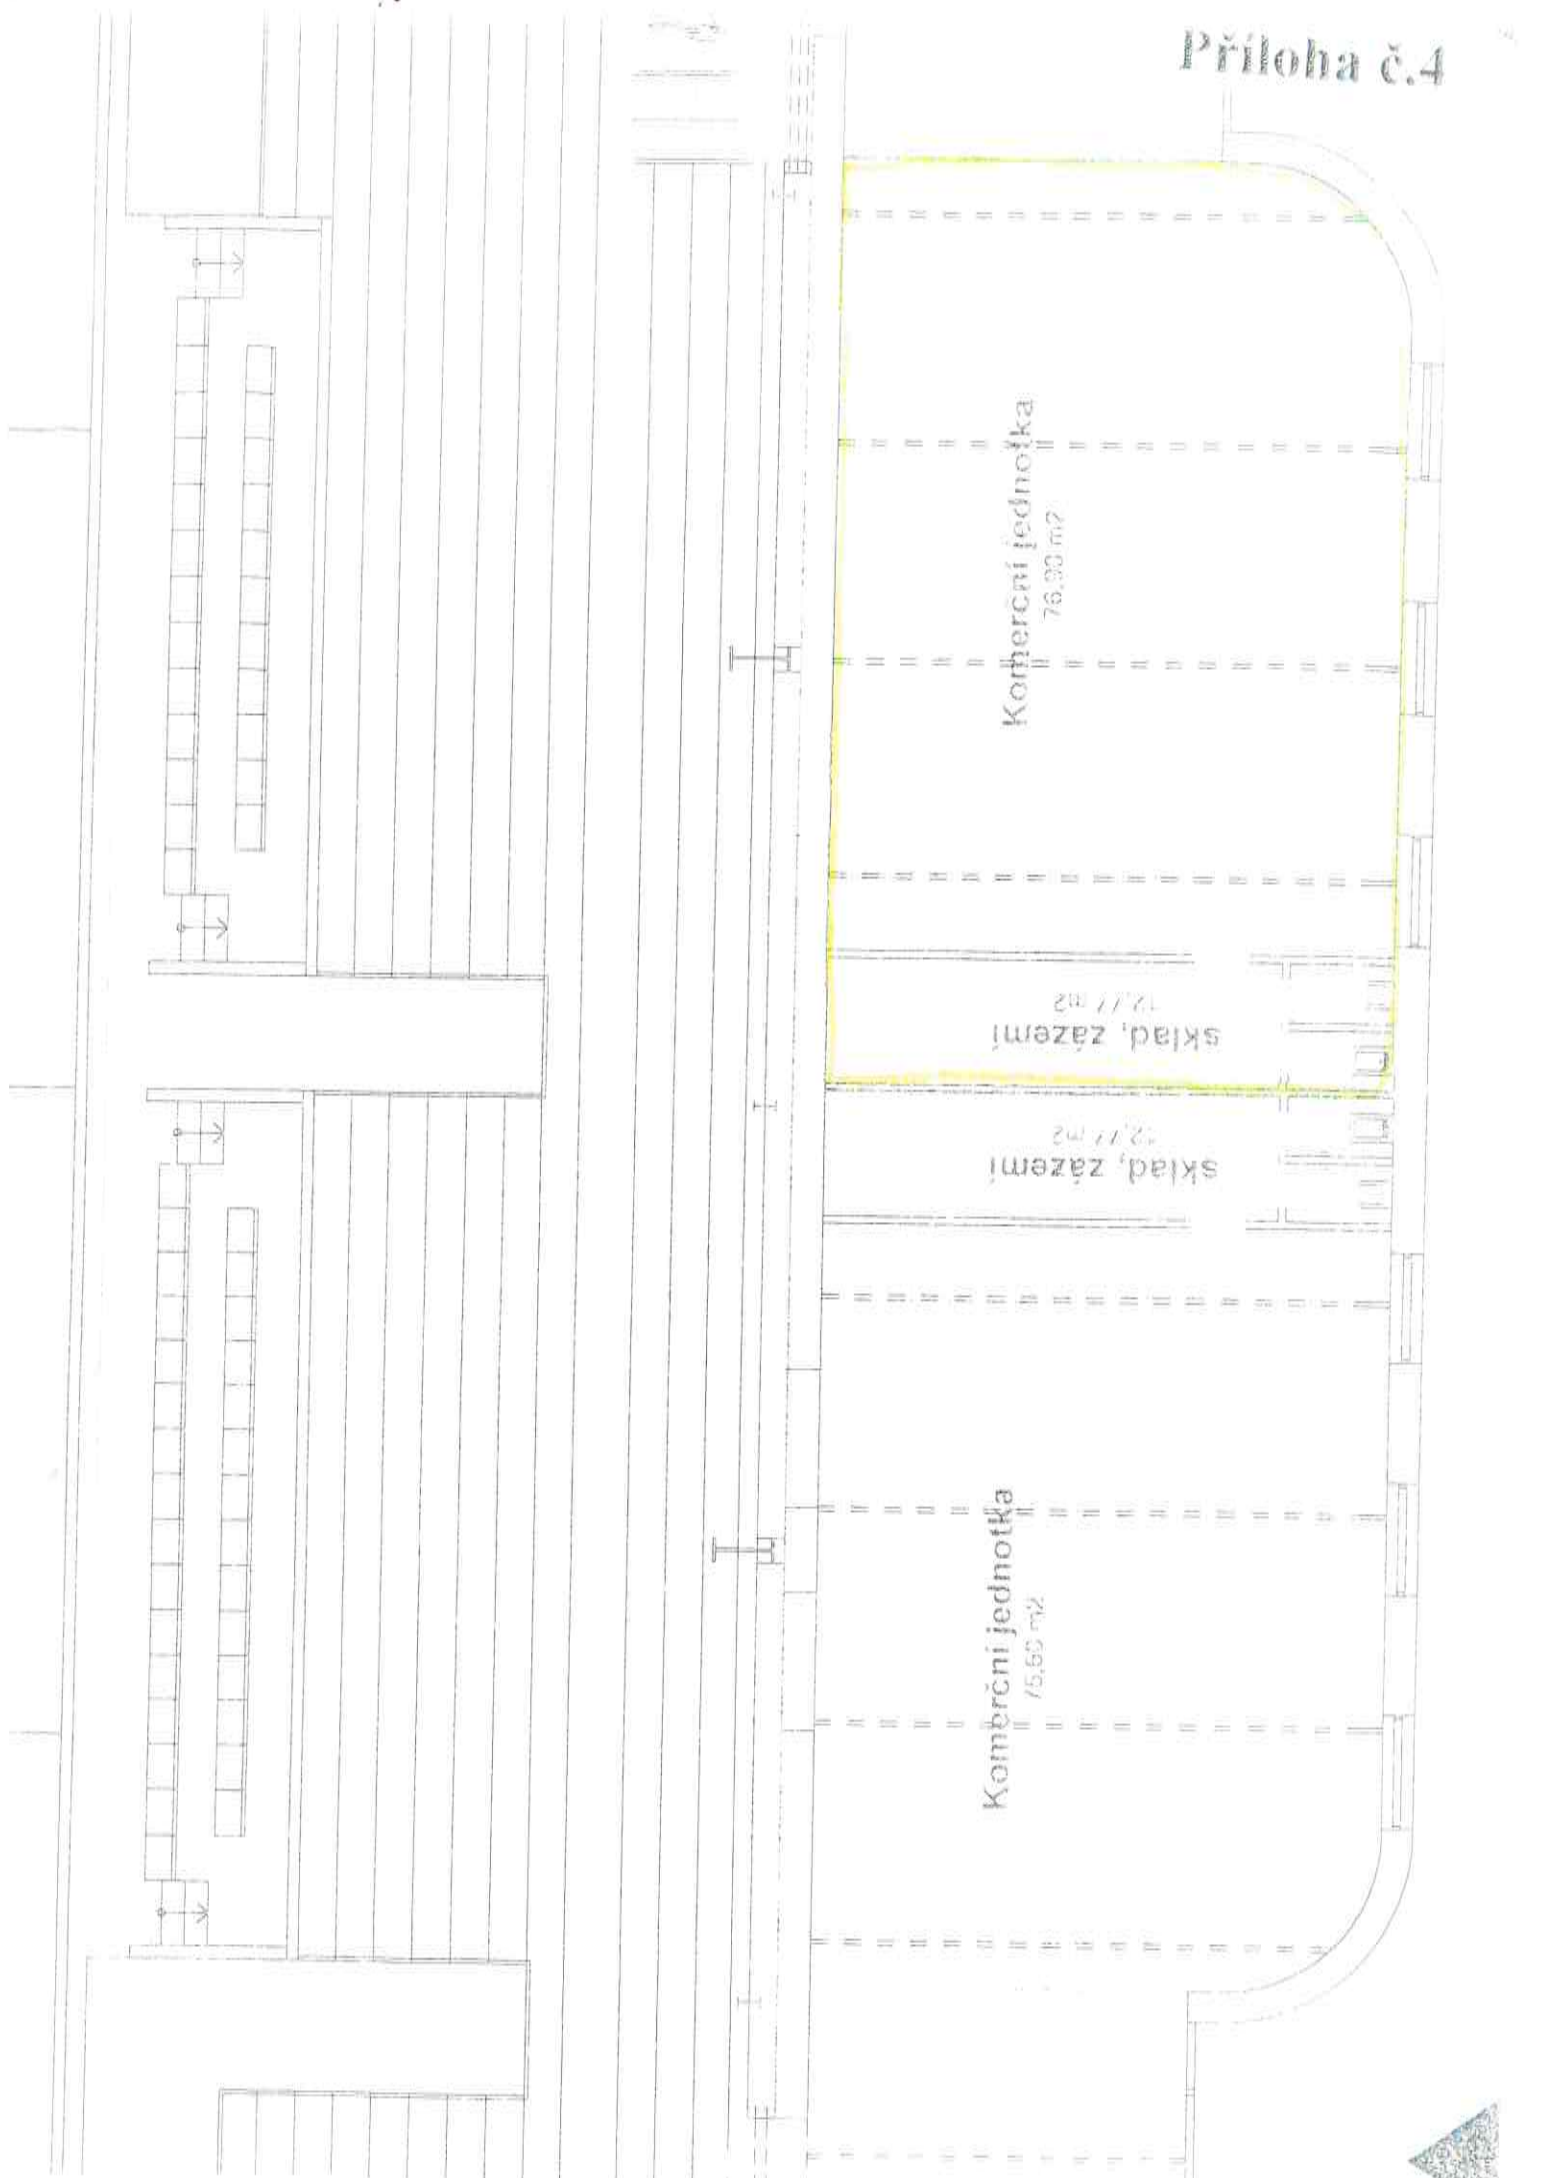 Příloha č.4
Komerční jednotka
76,90 m2
sklad, zázemí
12,77 m2
sklad, zázemí
12,77 m2
Komerční jednotka
75,60 m2